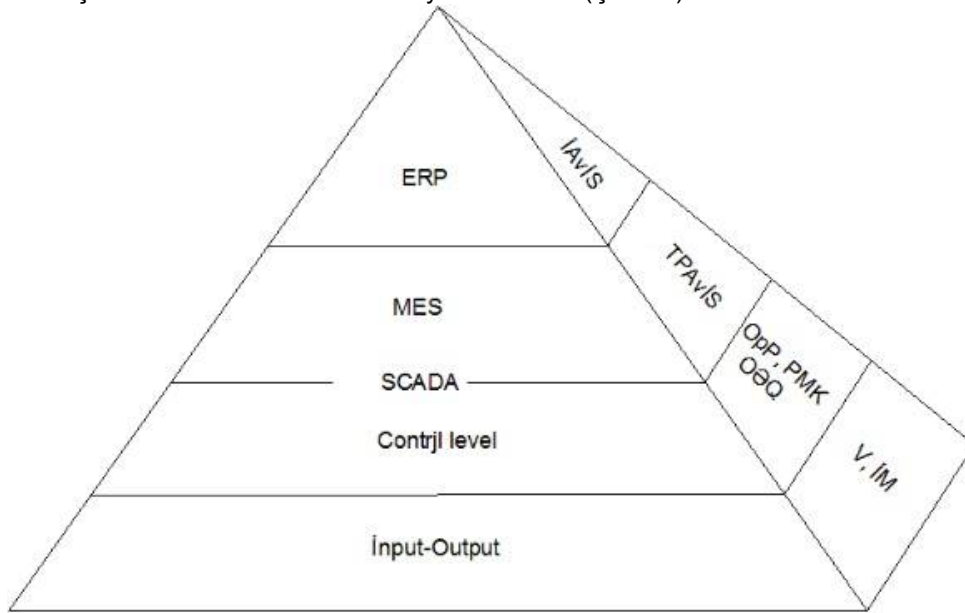 ERP
İAvİS
MES
TPAvİS
SCADA
OpP, PMK
OƏQ
Contrjl level
V, İM
İnput-Output